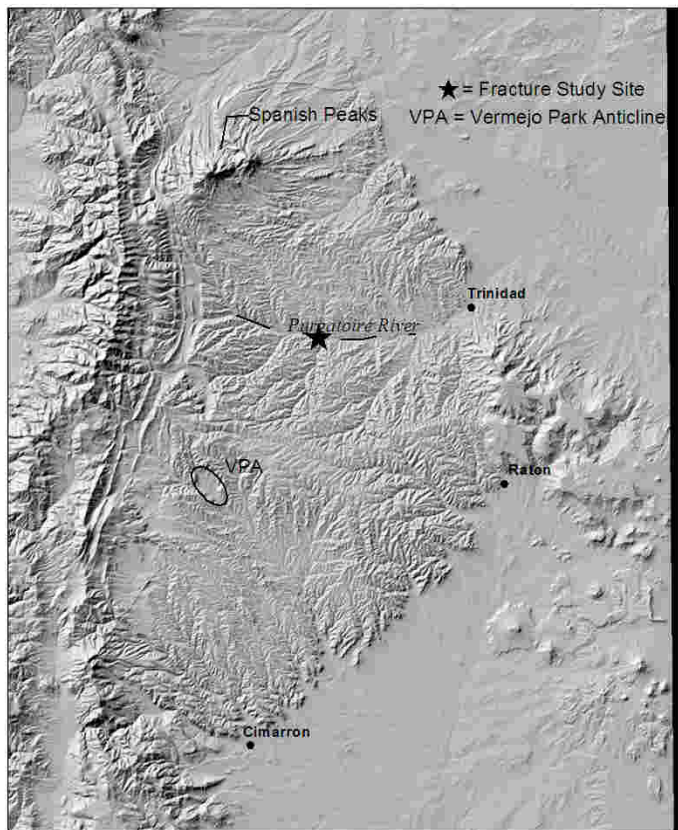 ★ = Fracture Study Site
VPA = Vermejo Park Anticline
Spanish Peaks
Trinidad
Purgatoire River
VPA
Raton
Cimarron